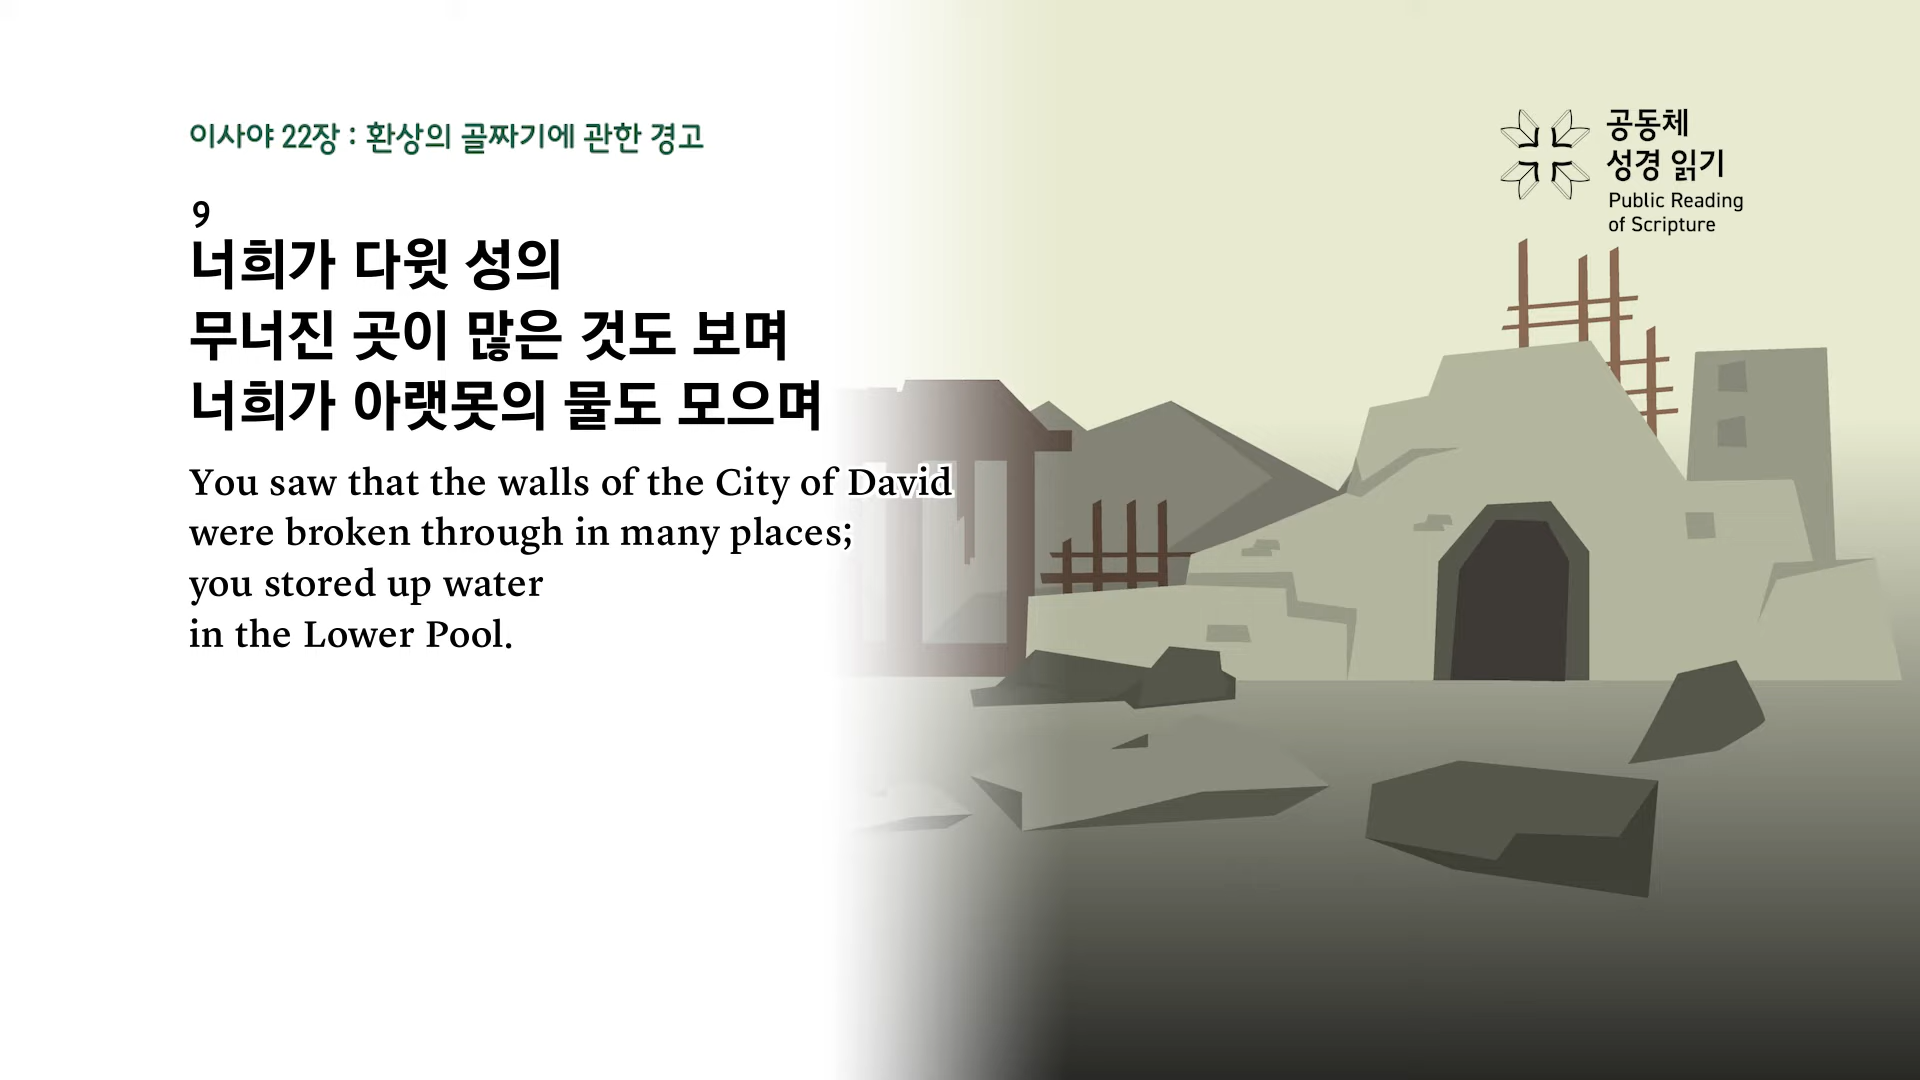 이사야 22장 : 환상의 골짜기에 관한 경고
9
너희가 다윗 성의
무너진 곳이 많은 것도 보며
너희가 아랫못의 물도 모으며
You saw that the walls of the City of David
were broken through in many places;
you stored up water
in the Lower Pool.
공동체
성경 읽기
Public Reading
of Scripture